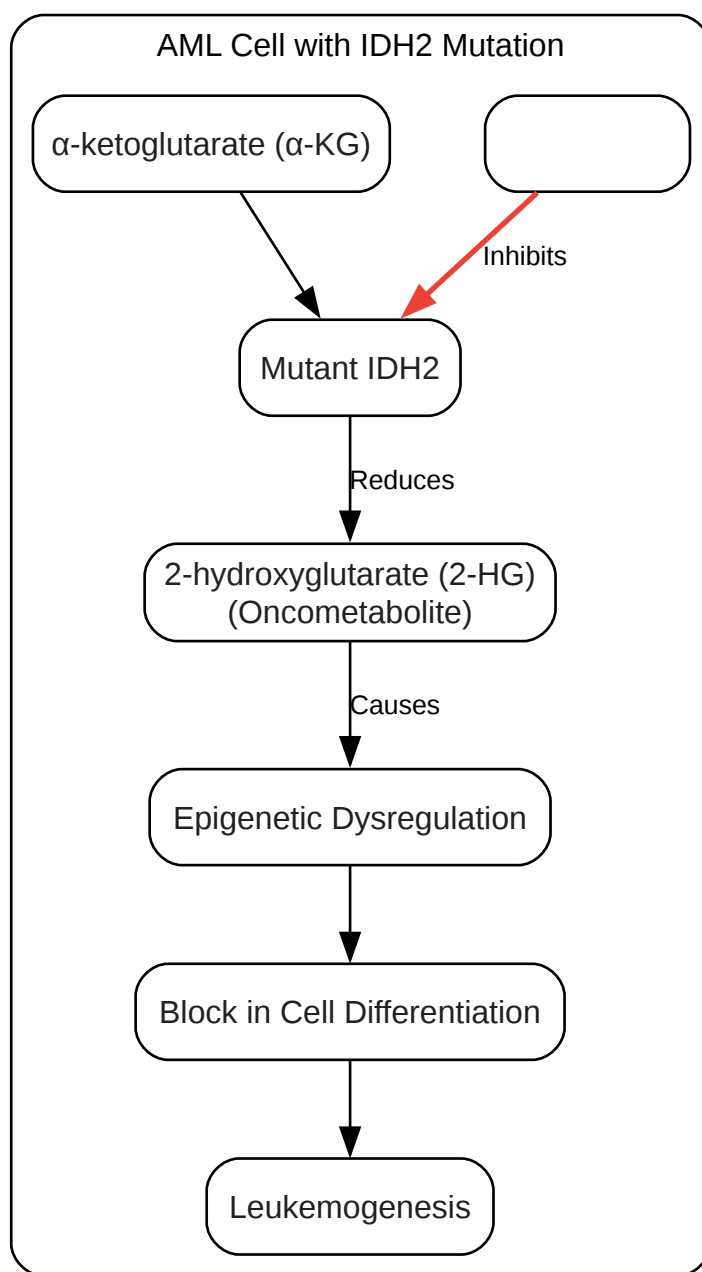 AML Cell with IDH2 Mutation
α-ketoglutarate (α-KG)
Inhibits
Mutant IDH2
Reduces
2-hydroxyglutarate (2-HG)
(Oncometabolite)
Causes
Epigenetic Dysregulation
Block in Cell Differentiation
Leukemogenesis